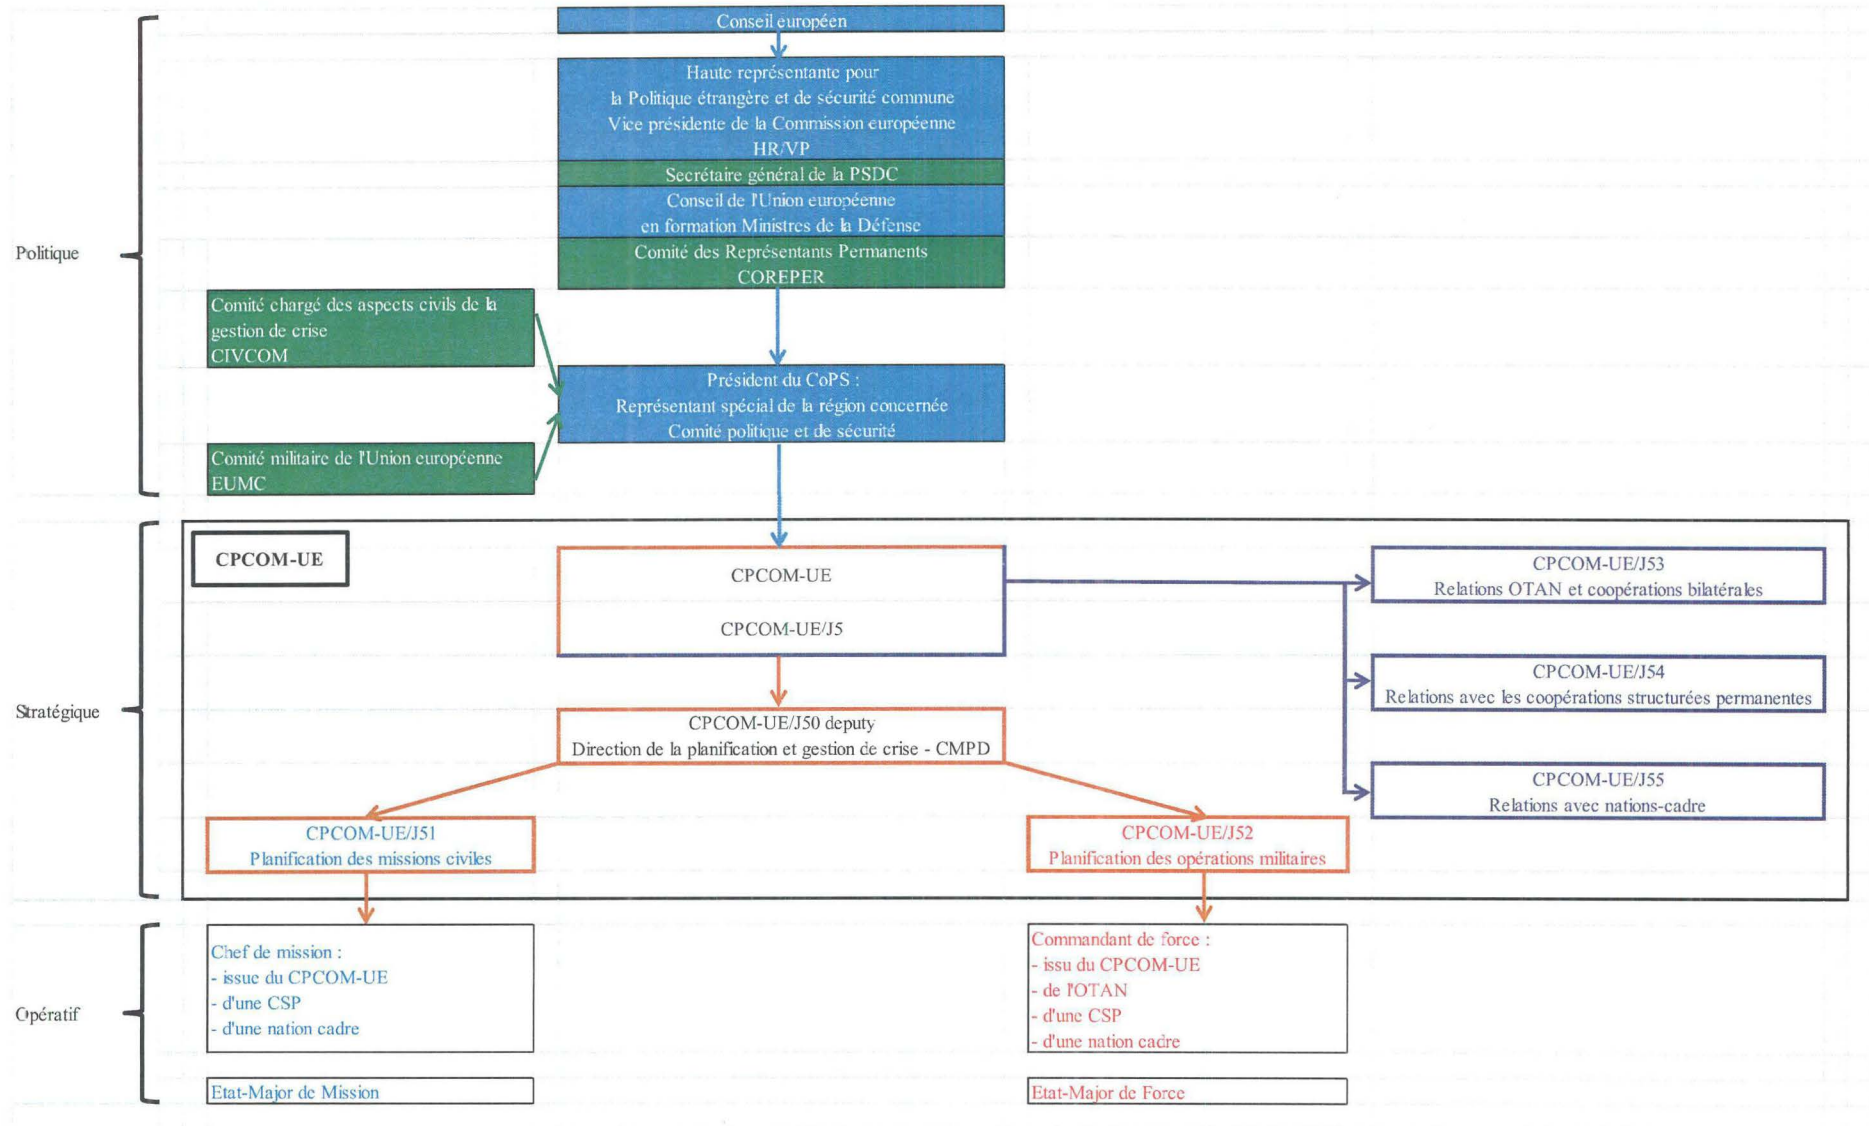 Conseil européen
Haute représentante pour
la Politique étrangère et de sécurité commune
Vice présidente de la Commission européenne
HR/VP
Secrétaire général de la PSDC
Conseil de l'Union européenne
en formation Ministres de la Défense
Politique
Comité des Représentants Permanents
COREPER
Comité chargé des aspects civils de la
gestion de crise
CIVCOM
Président du CoPS :
Représentant spécial de la région concernée
Comité politique et de sécurité
Comité militaire de l'Union européenne
EUMC
Stratégique
CPCOM-UE
CPCOM-UE
CPCOM-UE/J5
CPCOM-UE/J53
Relations OTAN et coopérations bilatérales
CPCOM-UE/J54
Relations avec les coopérations structurées permanentes
CPCOM-UE/J50 deputy
Direction de la planification et gestion de crise - CMPD
CPCOM-UE/J55
Relations avec nations-cadre
CPCOM-UE/J51
Planification des missions civiles
CPCOM-UE/J52
Planification des opérations militaires
Opératif
Chef de mission :
- issue du CPCOM-UE
- d'une CSP
- d'une nation cadre
Commandant de force :
- issu du CPCOM-UE
- de l'OTAN
- d'une CSP
- d'une nation cadre
Etat-Major de Mission
Etat-Major de Force